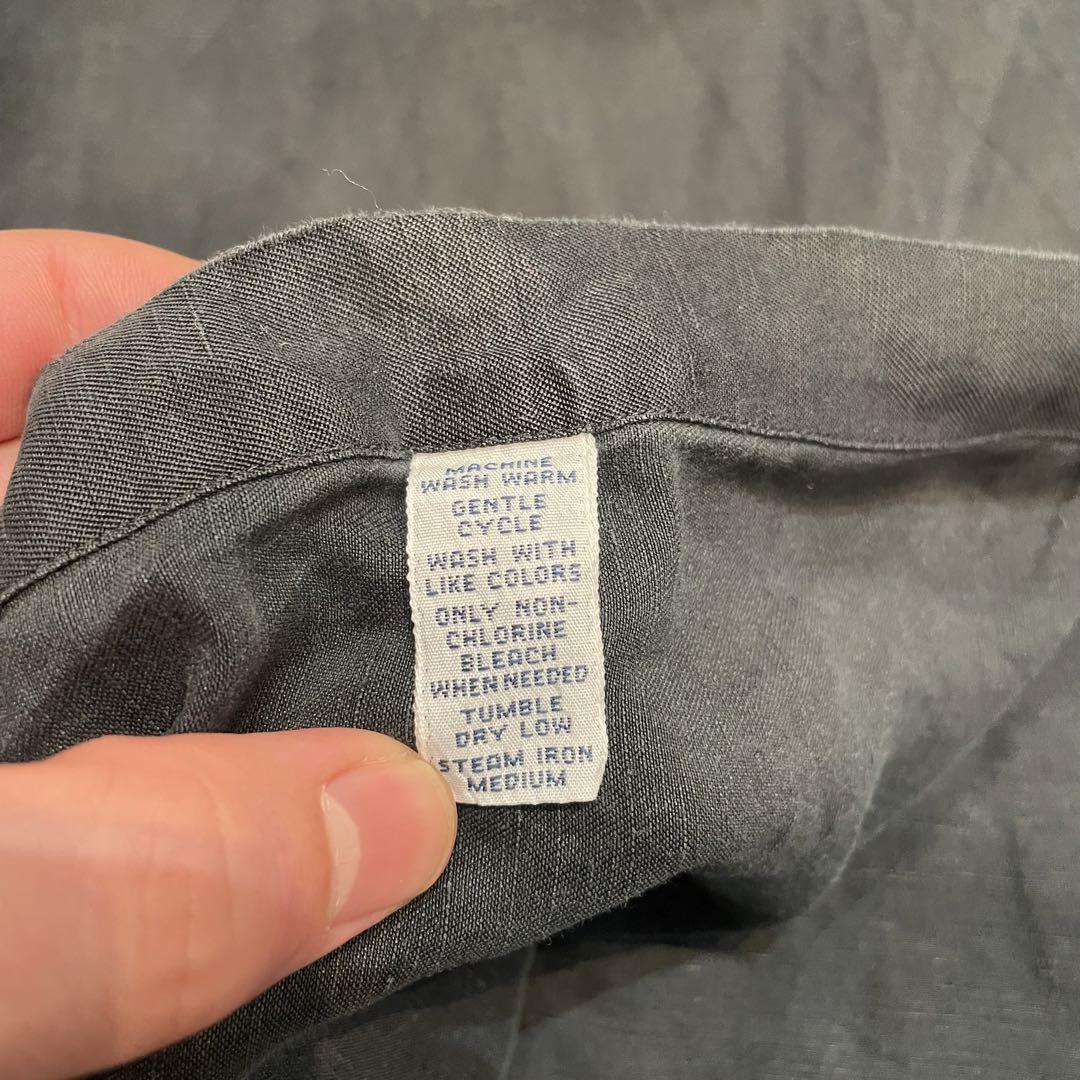 MACHINE
WASH WARM
GENTLE
CYCLE
WASH WITH
LIKE COLORS
ONLY NON-
CHLORINE
BLEACH
WHEN NEEDED
TUMBLE
DRY LOW
STEAM IRON
MEDIUM